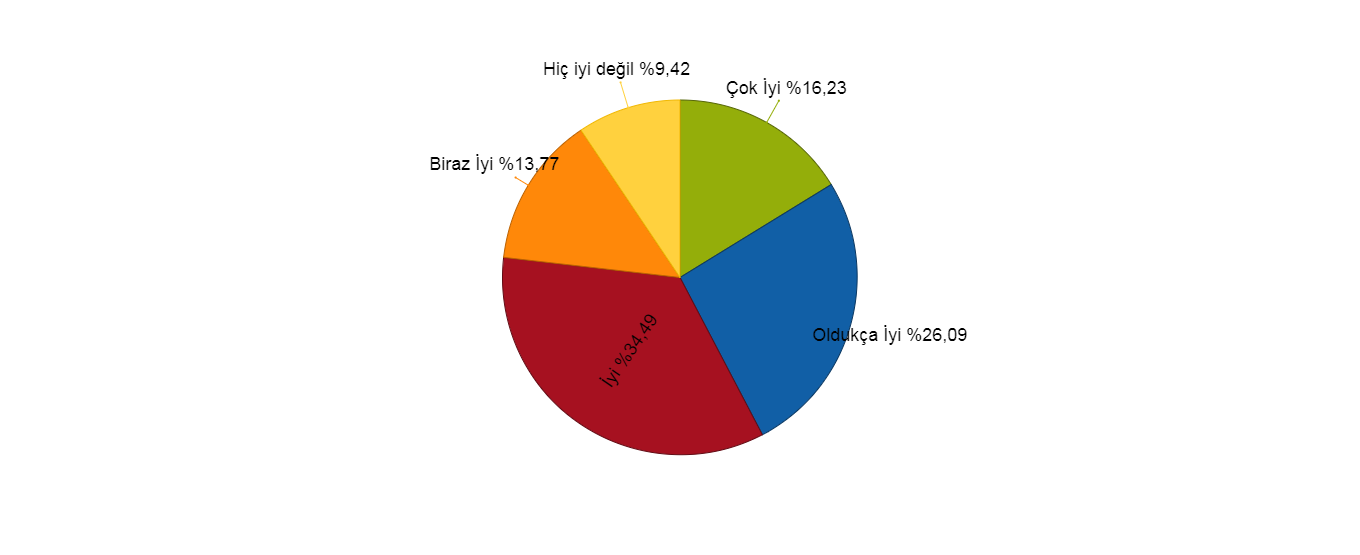 Hiç iyi değil %9,42
Çok İyi %16,23
Biraz İyi %13,77
Oldukça İyi %26,09
İyi %34,49